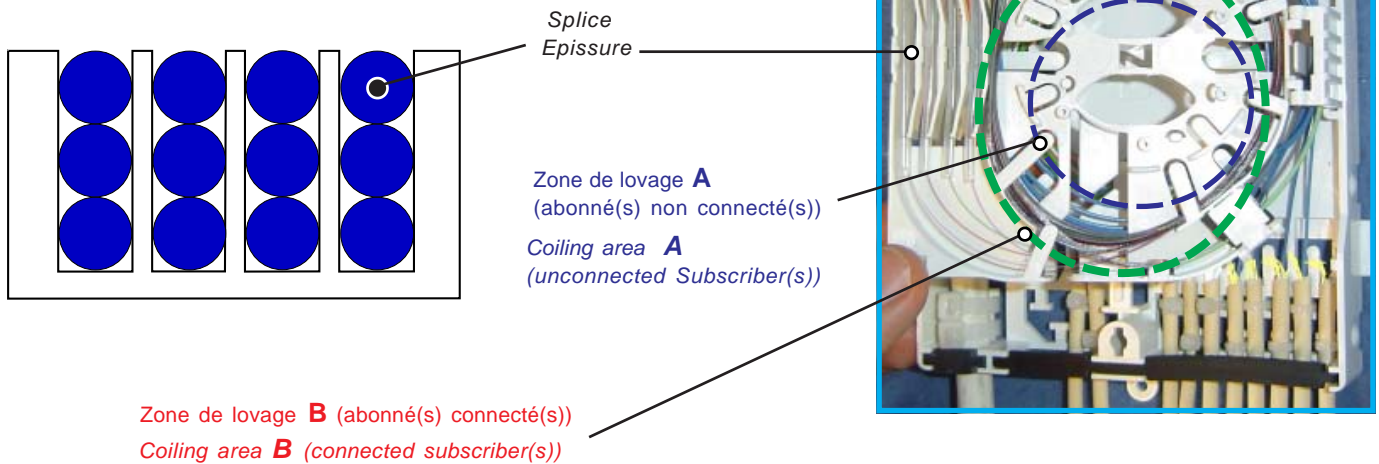 Splice
Epissure
Zone de lovage A
(abonné(s) non connecté(s))
Coiling area A
(unconnected Subscriber(s))
Zone de lovage B (abonné(s) connecté(s))
Coiling area B (connected subscriber(s))